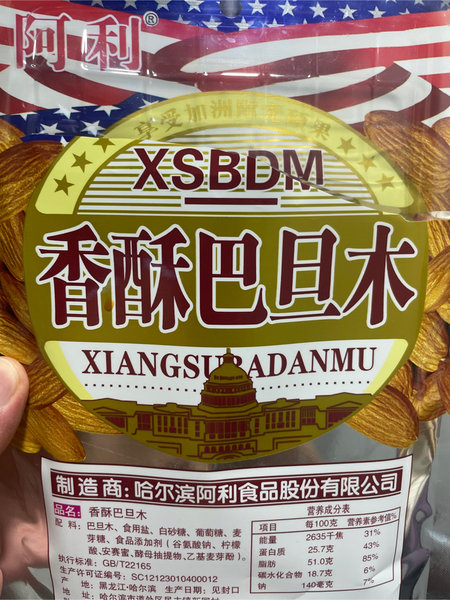 阿利®
享受加洲阳光坚果
XSBDM
香酥巴旦木
XIANGSUBADANMU
制造商:哈尔滨阿利食品股份有限公司
品名: 香酥巴旦木
配 料: 巴旦木、食用盐、白砂糖、葡萄糖、麦
芽糖、食品添加剂(谷氨酸钠、柠檬
酸、安赛蜜、酵母抽提物、乙基麦芽酚)
执行标准: GB/T22165
生产许可证编号: SC12123010400012
产 地: 黑龙江·哈尔滨 生产日期: 见封口
营养成分表
项目 每100克 营养素参考值%
能量 2635千焦 31%
蛋白质 25.7克 43%
脂肪 51.0克 85%
碳水化合物 18.7克 6%
钠 140毫克 7%